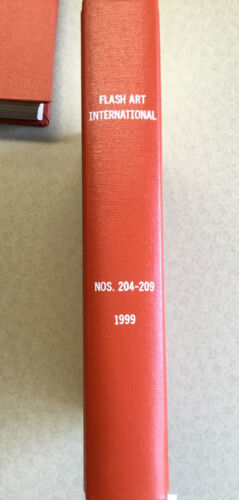 FLASH ART
INTERNATIONAL
NOS. 204-209
1999